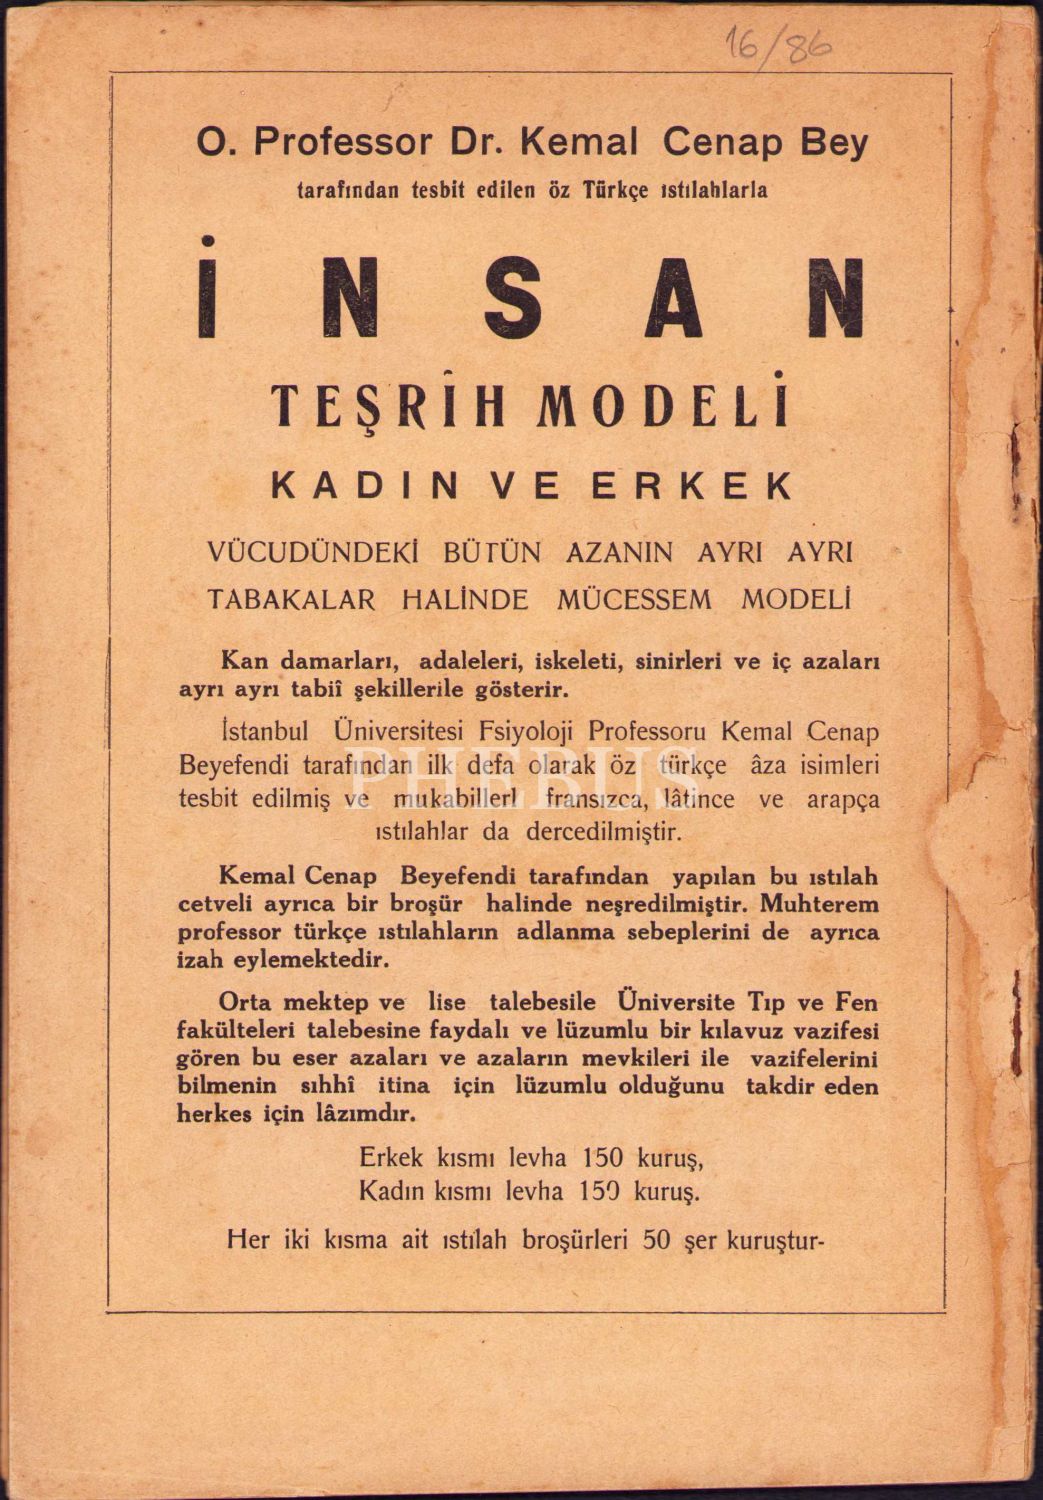 16/86
O. Professor Dr. Kemal Cenap Bey
tarafından tesbit edilen öz Türkçe ıstılahlarla
İNSAN
TEŞRİH MODELİ
KADIN VE ERKEK
VÜCUDÜNDEKİ BÜTÜN AZANIN AYRI AYRI
TABAKALAR HALİNDE MÜCESSEM MODELİ
Kan damarları, adaleleri, iskeleti, sinirleri ve iç azaları
ayrı ayrı tabiî şekillerile gösterir.
İstanbul Üniversitesi Fsiyoloji Professoru Kemal Cenap
Beyefendi tarafından ilk defa olarak öz türkçe âza isimleri
tesbit edilmiş ve mukabillerl fransızca, lâtince ve arapça
ıstılahlar da dercedilmiştir.
PHEBUS
Kemal Cenap Beyefendi tarafından yapılan bu ıstılah
cetveli ayrıca bir broşür halinde neşredilmiştir. Muhterem
professor türkçe ıstılahların adlanma sebeplerini de ayrıca
izah eylemektedir.
Orta mektep ve lise talebesile Üniversite Tıp ve Fen
fakülteleri talebesine faydalı ve lüzumlu bir kılavuz vazifesi
gören bu eser azaları ve azaların mevkileri ile vazifelerini
bilmenin sıhhî itina için lüzumlu olduğunu takdir eden
herkes için lâzımdır.
Erkek kısmı levha 150 kuruş,
Kadın kısmı levha 150 kuruş.
Her iki kısma ait ıstılah broşürleri 50 şer kuruştur-